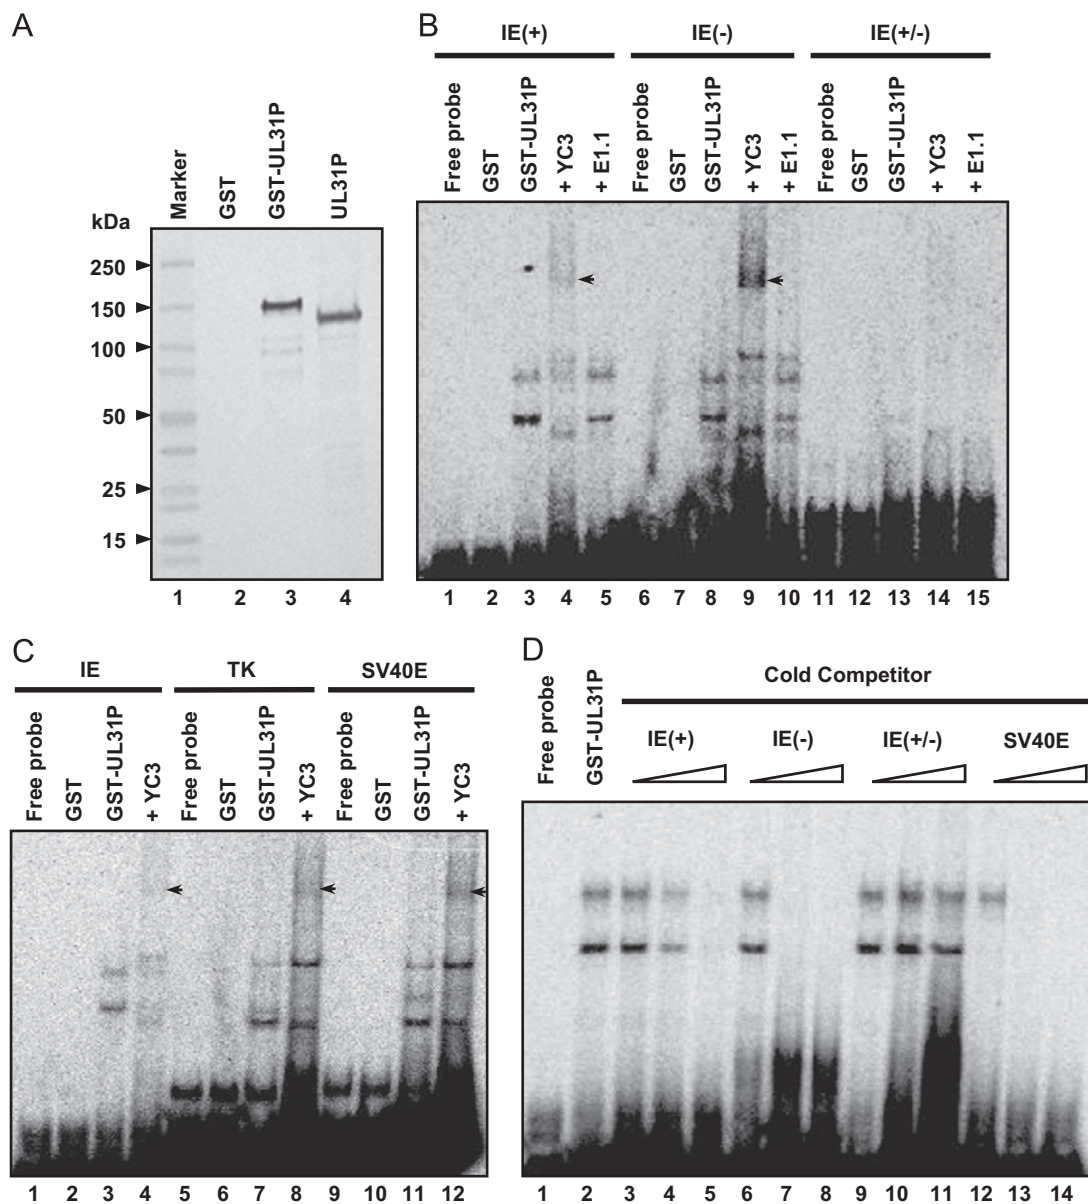 A
Marker
GST
GST-UL31P
UL31P
kDa
250
150
100
50
25
15
1 2 3 4
B
IE(+) IE(-) IE(+/-)
Free probe
GST
GST-UL31P
+ YC3
+ E1.1
Free probe
GST
GST-UL31P
+ YC3
+ E1.1
Free probe
GST
GST-UL31P
+ YC3
+ E1.1
1 2 3 4 5 6 7 8 9 10 11 12 13 14 15
C
IE TK SV40E
Free probe
GST
GST-UL31P
+ YC3
Free probe
GST
GST-UL31P
+ YC3
Free probe
GST
GST-UL31P
+ YC3
1 2 3 4 5 6 7 8 9 10 11 12
D
Free probe
GST-UL31P
Cold Competitor
IE(+) IE(-) IE(+/-) SV40E
1 2 3 4 5 6 7 8 9 10 11 12 13 14